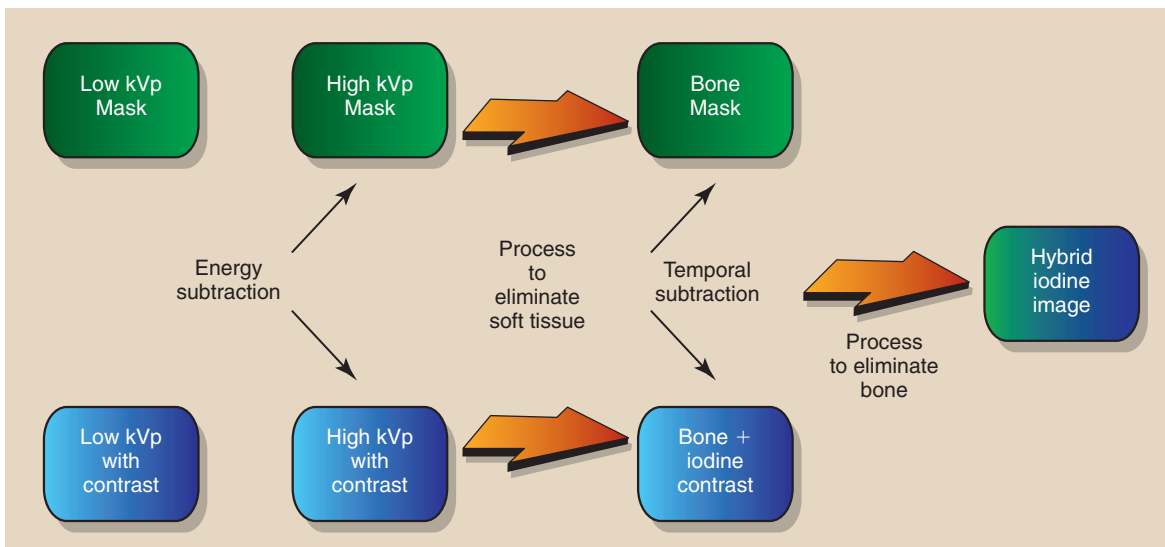 Low kVp
Mask
High kVp
Mask
Bone
Mask
Energy
subtraction
Process
to
eliminate
soft tissue
Temporal
subtraction
Hybrid
iodine
image
Process
to eliminate
bone
Low kVp
with
contrast
High kVp
with
contrast
Bone +
iodine
contrast